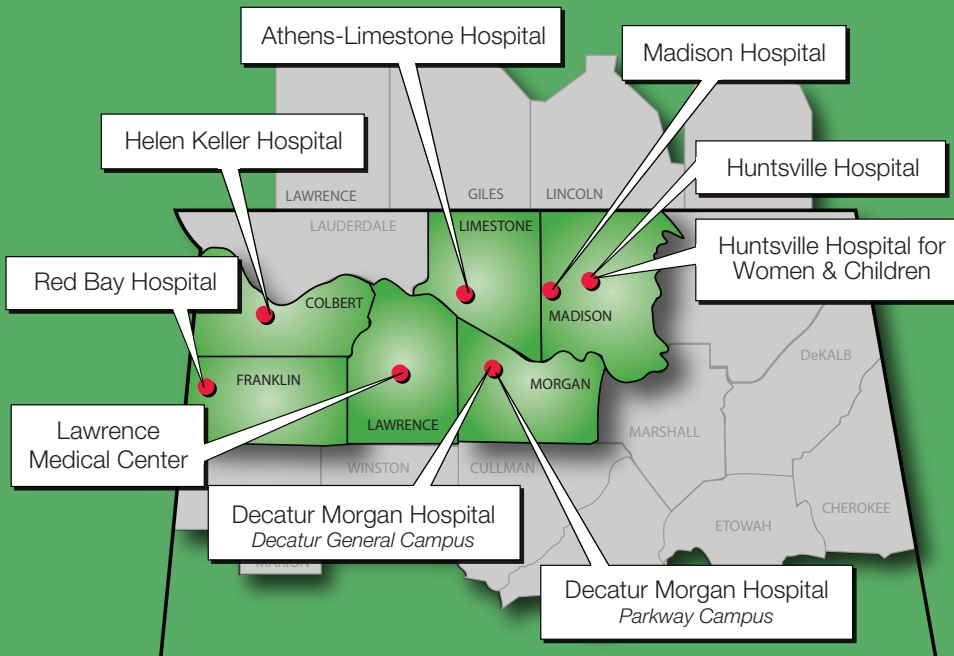 Athens-Limestone Hospital
Madison Hospital
Helen Keller Hospital
Huntsville Hospital
LAWRENCE
GILES
LINCOLN
LAUDERDALE
LIMESTONE
Huntsville Hospital for
Women & Children
Red Bay Hospital
COLBERT
MADISON
DeKALB
FRANKLIN
MORGAN
Lawrence
Medical Center
LAWRENCE
MARSHALL
WINSTON
CULLMAN
CHEROKEE
Decatur Morgan Hospital
Decatur General Campus
ETOWAH
MARION
Decatur Morgan Hospital
Parkway Campus